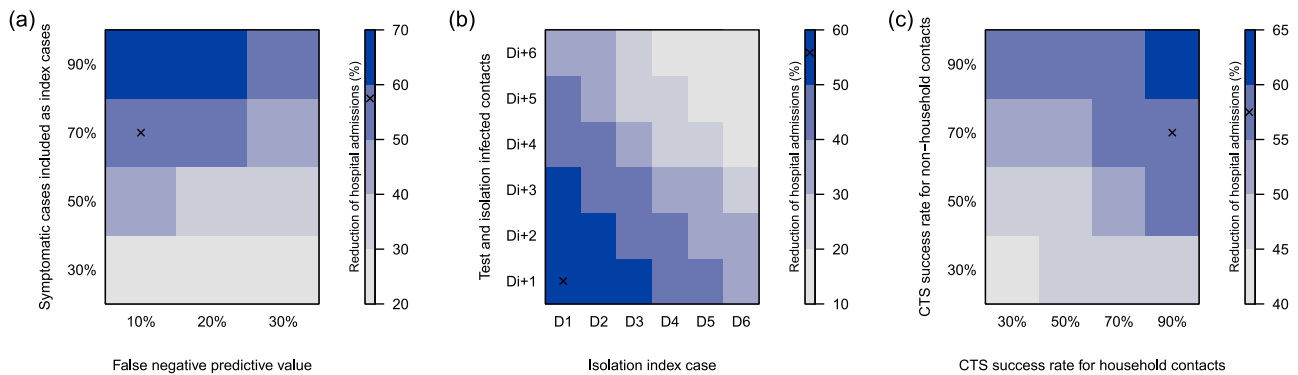 (a)
Symptomatic cases included as index cases
90%
70%
50%
30%
10% 20% 30%
False negative predictive value
Reduction of hospital admissions (%)
70
60
50
40
30
20
(b)
Test and isolation infected contacts
Di+6
Di+5
Di+4
Di+3
Di+2
Di+1
D1 D2 D3 D4 D5 D6
Isolation index case
Reduction of hospital admissions (%)
60
50
40
30
20
10
(c)
CTS success rate for non−household contacts
90%
70%
50%
30%
30% 50% 70% 90%
CTS success rate for household contacts
Reduction of hospital admissions (%)
65
60
55
50
45
40